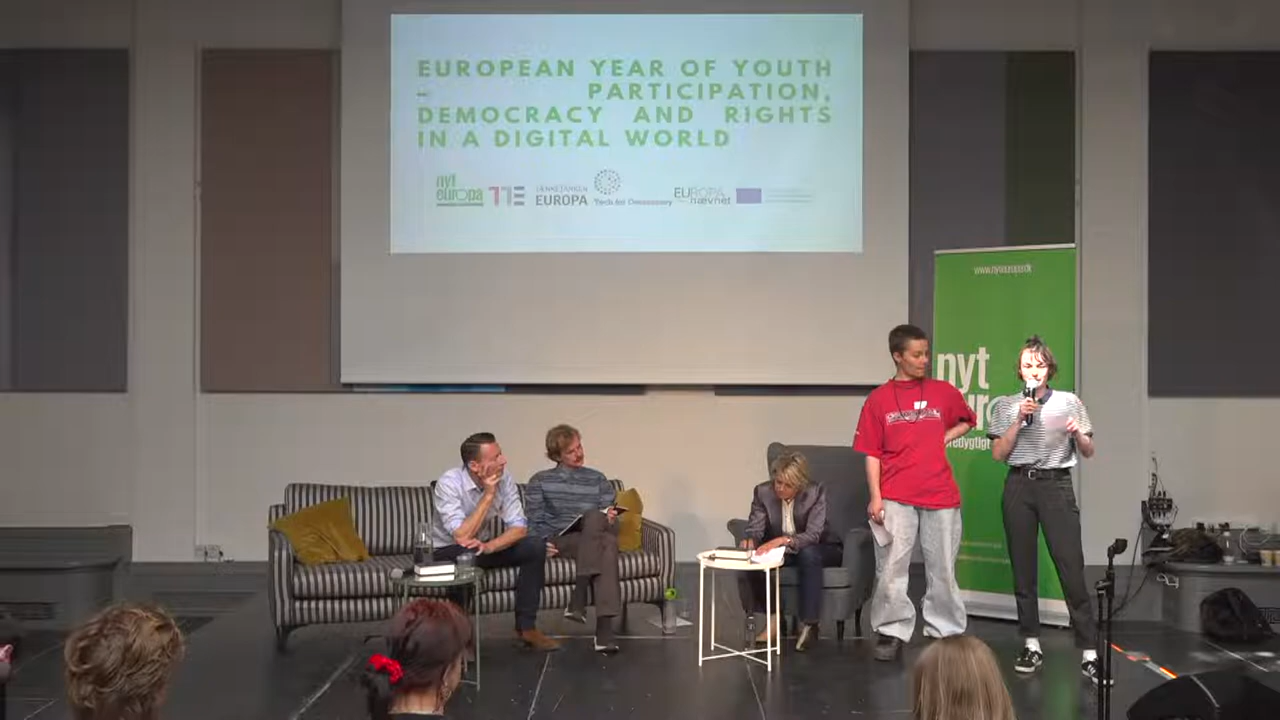 EUROPEAN YEAR OF YOUTH
– PARTICIPATION,
DEMOCRACY AND RIGHTS
IN A DIGITAL WORLD
nyt
europa
TÆNKETANKEN
EUROPA
Tech for Democracy
EUROPA
nævnet
www.nyteuropa.dk
nyt